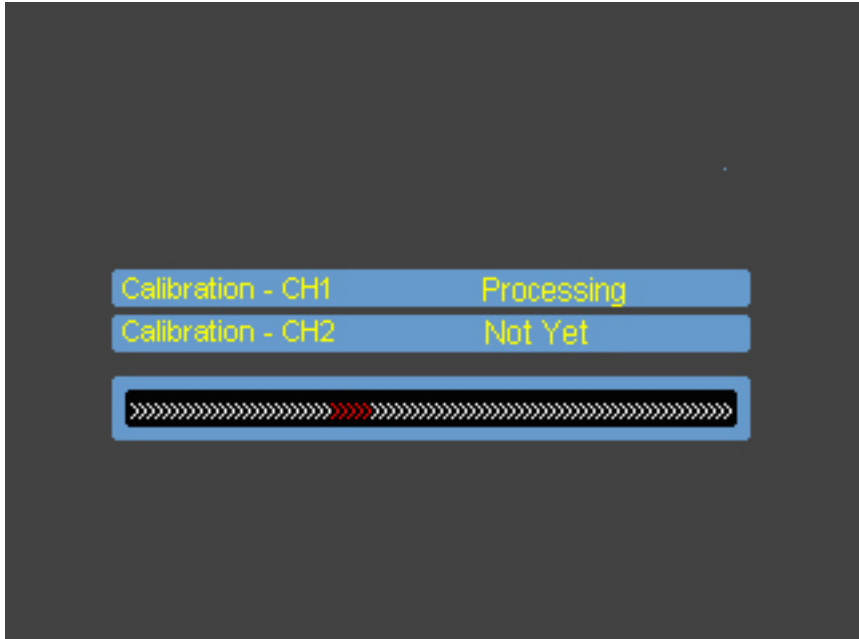 Calibration - CH1 Processing
Calibration - CH2 Not Yet